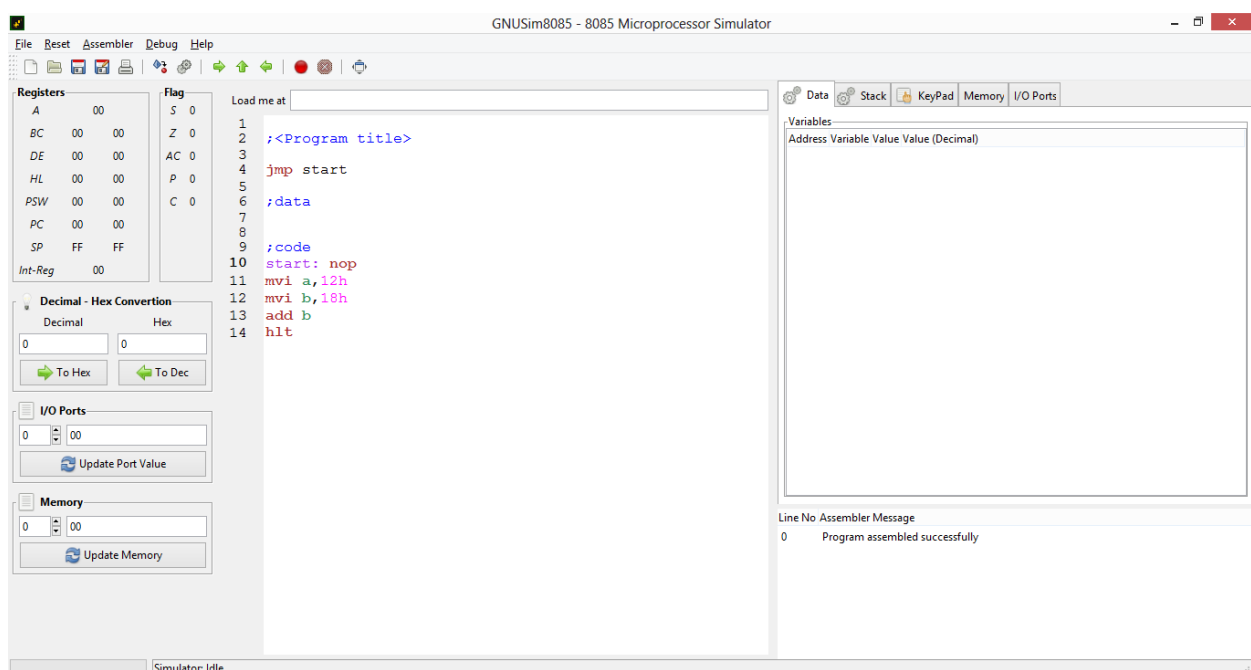 GNUSim8085 - 8085 Microprocessor Simulator
File Reset Assembler Debug Help
Registers
A 00
BC 00 00
DE 00 00
HL 00 00
PSW 00 00
PC 00 00
SP FF FF
Int-Reg 00
Flag
S 0
Z 0
AC 0
P 0
C 0
Decimal - Hex Convertion
Decimal Hex
0 0
To Hex To Dec
I/O Ports
0 00
Update Port Value
Memory
0 00
Update Memory
Load me at
1
2 ;<Program title>
3
4 jmp start
5
6 ;data
7
8
9 ;code
10 start: nop
11 mvi a,12h
12 mvi b,18h
13 add b
14 hlt
Data Stack KeyPad Memory I/O Ports
Variables
Address Variable Value Value (Decimal)
Line No Assembler Message
0 Program assembled successfully
Simulator: Idle